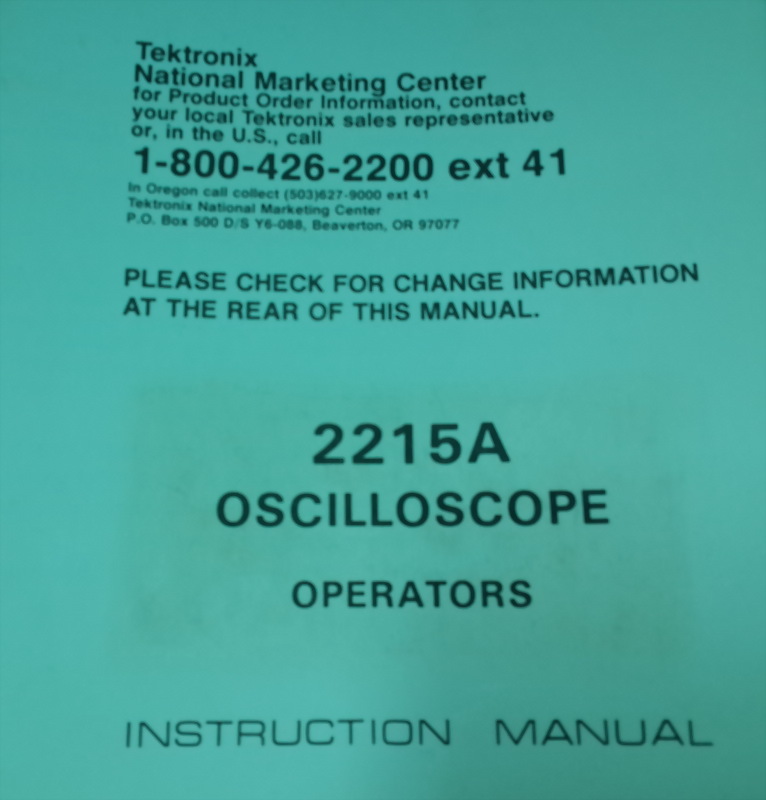 Tektronix
National Marketing Center
for Product Order Information, contact
your local Tektronix sales representative
or, in the U.S., call
1-800-426-2200 ext 41
In Oregon call collect (503)627-9000 ext 41
Tektronix National Marketing Center
P.O. Box 500 D/S Y6-088, Beaverton, OR 97077
PLEASE CHECK FOR CHANGE INFORMATION
AT THE REAR OF THIS MANUAL.
2215A
OSCILLOSCOPE
OPERATORS
INSTRUCTION MANUAL